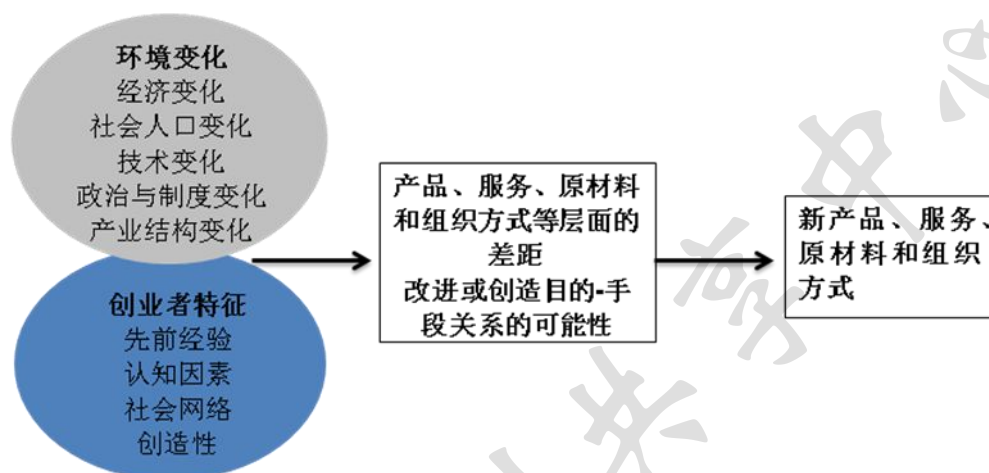 环境变化
经济变化
社会人口变化
技术变化
政治与制度变化
产业结构变化
创业者特征
先前经验
认知因素
社会网络
创造性
产品、服务、原材料
和组织方式等层面的
差距
改进或创造目的-手
段关系的可能性
新产品、服务、
原材料和组织
方式
共享中心